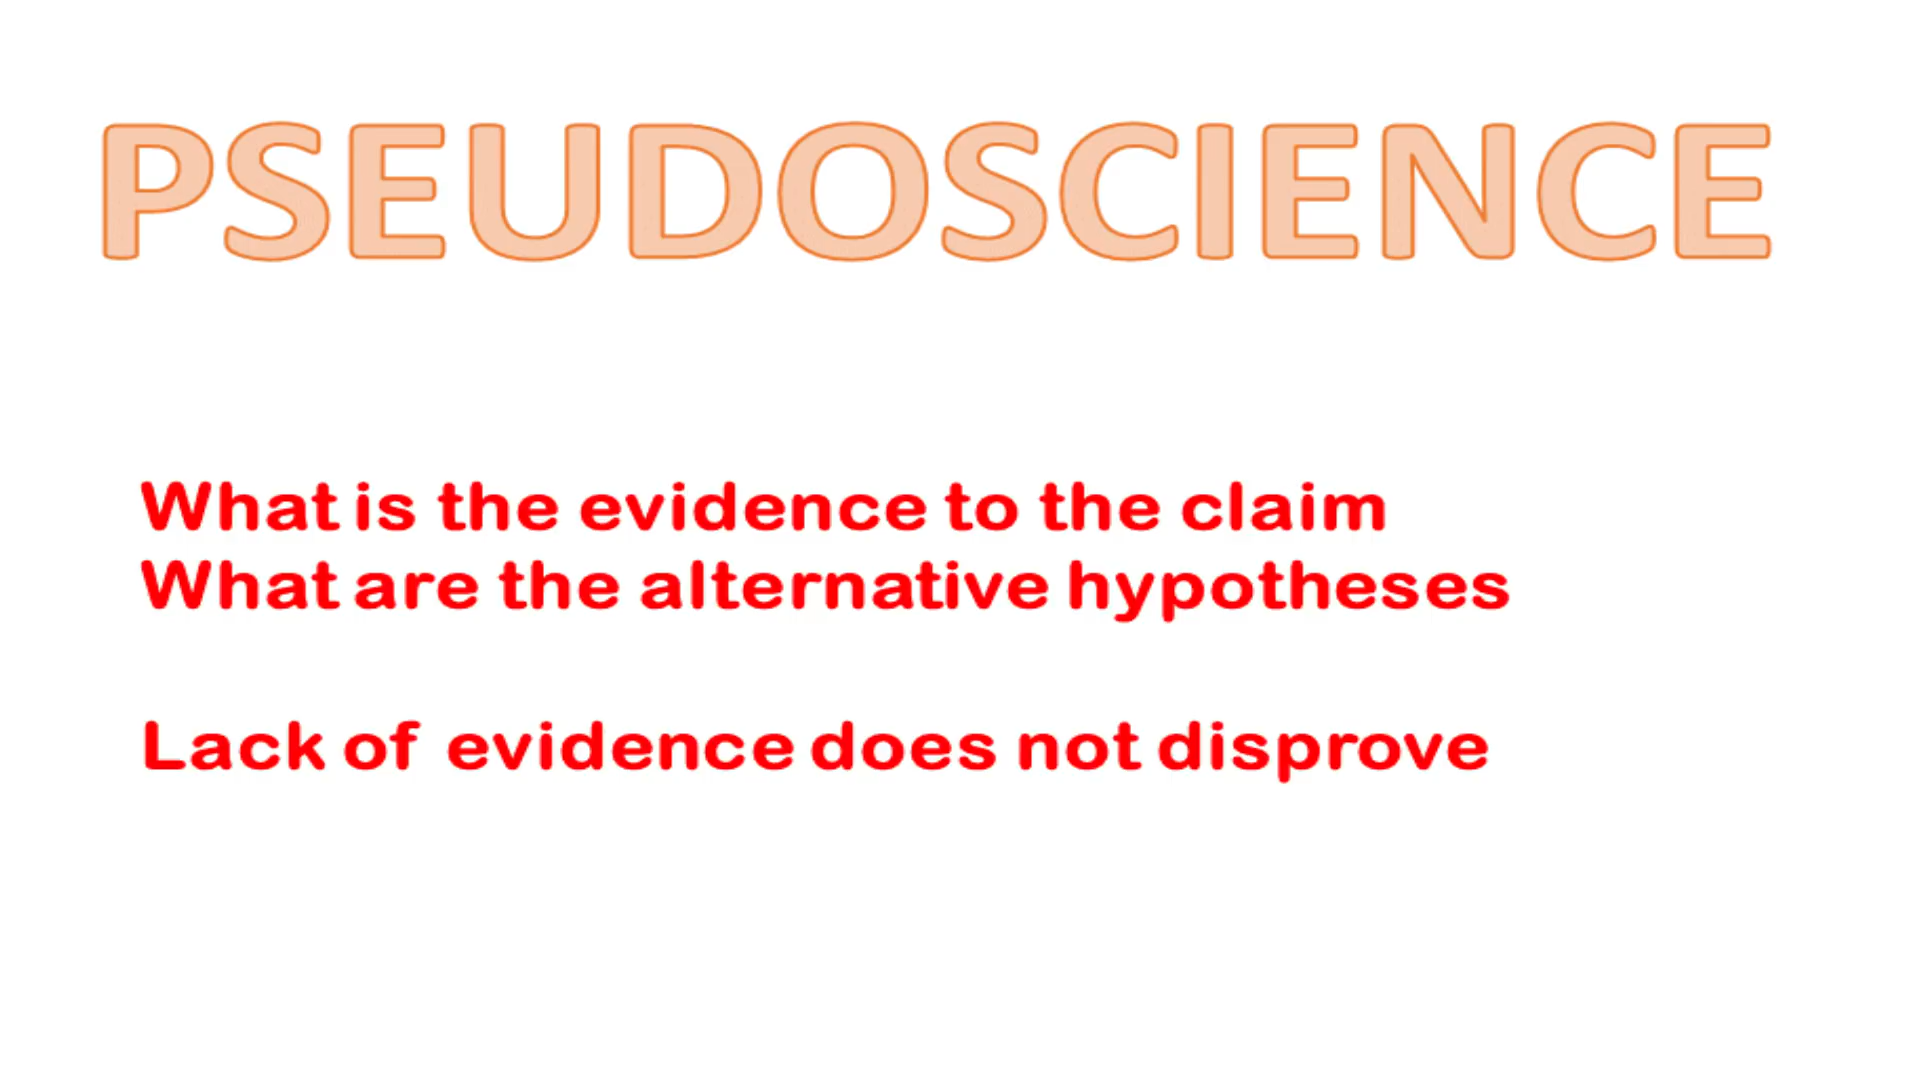 PSEUDOSCIENCE
What is the evidence to the claim
What are the alternative hypotheses
Lack of evidence does not disprove